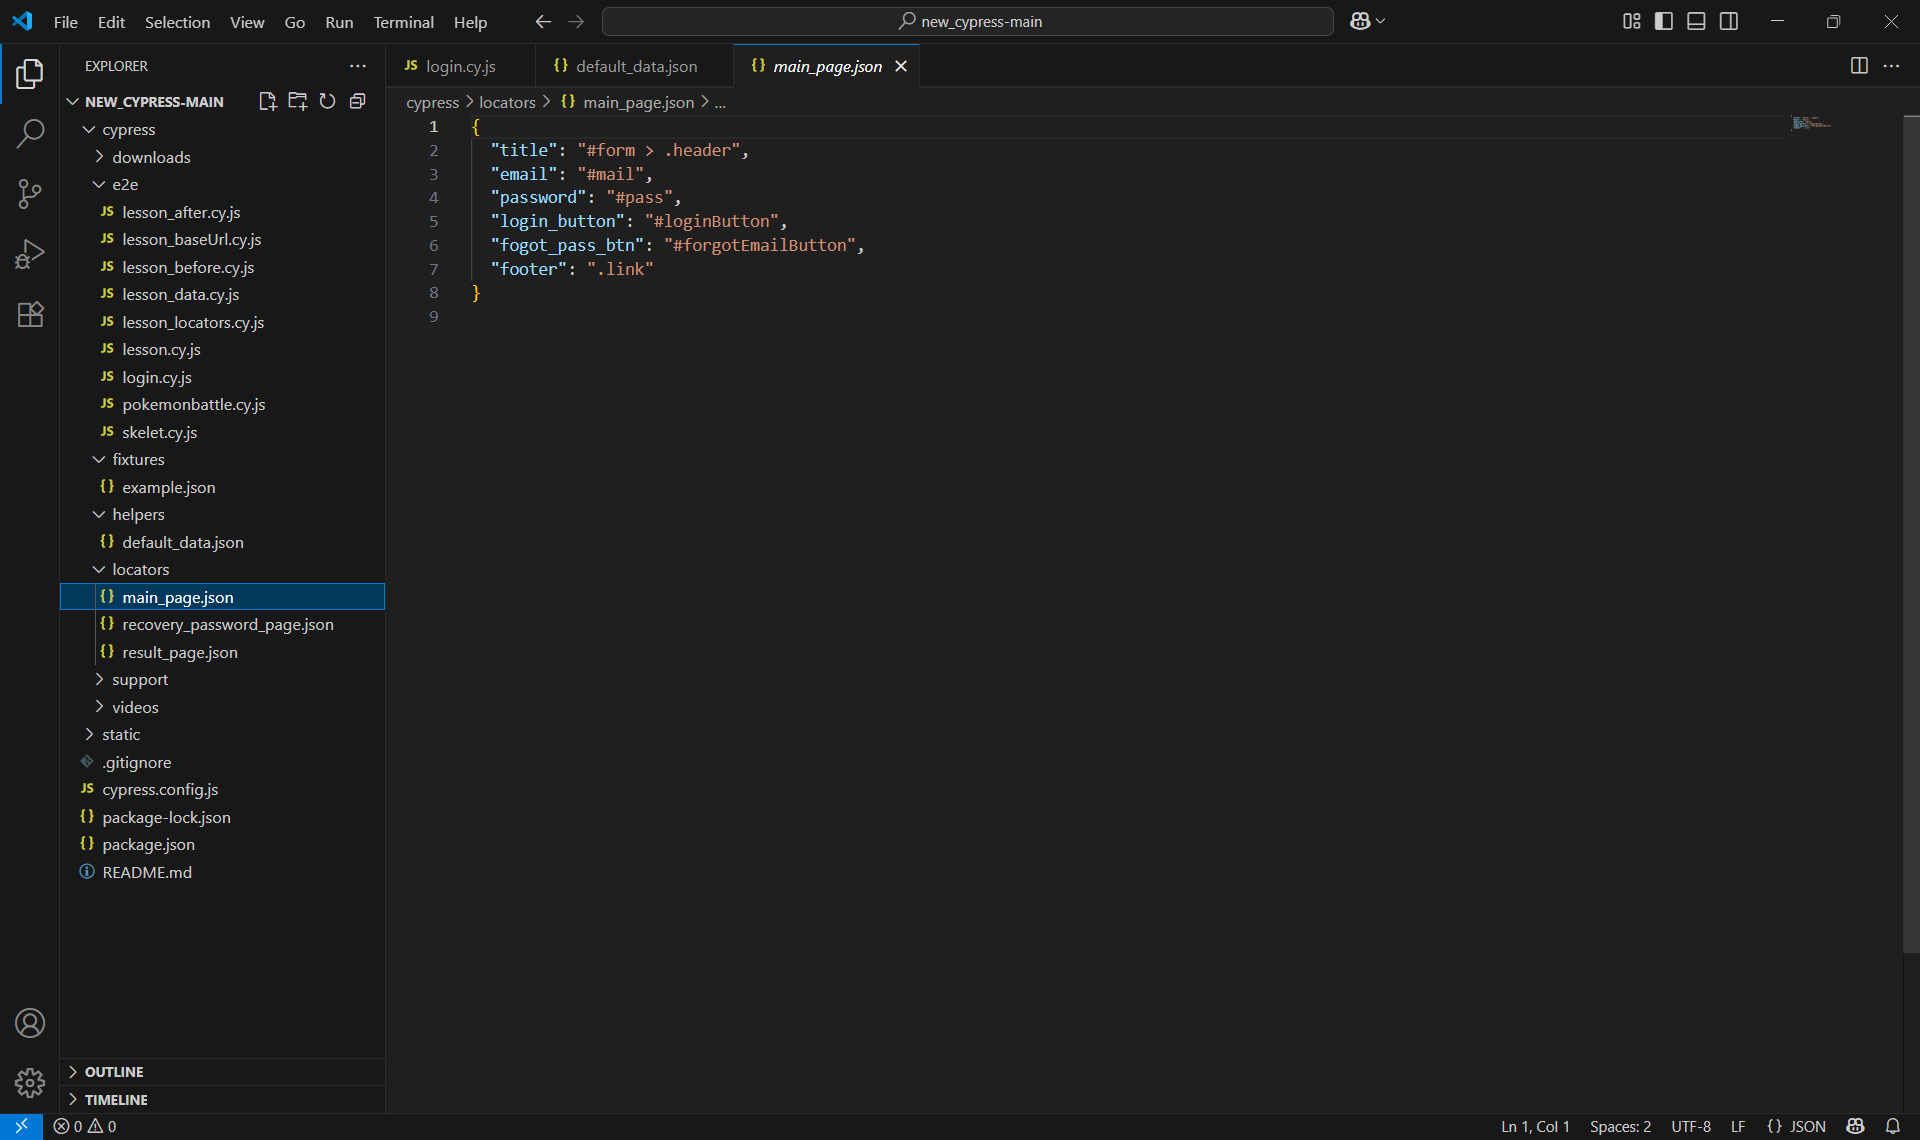 File Edit Selection View Go Run Terminal Help
new_cypress-main
EXPLORER
NEW_CYPRESS-MAIN
cypress
downloads
e2e
JS lesson_after.cy.js
JS lesson_baseUrl.cy.js
JS lesson_before.cy.js
JS lesson_data.cy.js
JS lesson_locators.cy.js
JS lesson.cy.js
JS login.cy.js
JS pokemonbattle.cy.js
JS skelet.cy.js
fixtures
{} example.json
helpers
{} default_data.json
locators
{} main_page.json
{} recovery_password_page.json
{} result_page.json
support
videos
static
.gitignore
JS cypress.config.js
{} package-lock.json
{} package.json
README.md
OUTLINE
TIMELINE
JS login.cy.js {} default_data.json {} main_page.json
cypress > locators > {} main_page.json > ...
1 {
2 "title": "#form > .header",
3 "email": "#mail",
4 "password": "#pass",
5 "login_button": "#loginButton",
6 "fogot_pass_btn": "#forgotEmailButton",
7 "footer": ".link"
8 }
9
0 0 Ln 1, Col 1 Spaces: 2 UTF-8 LF {} JSON